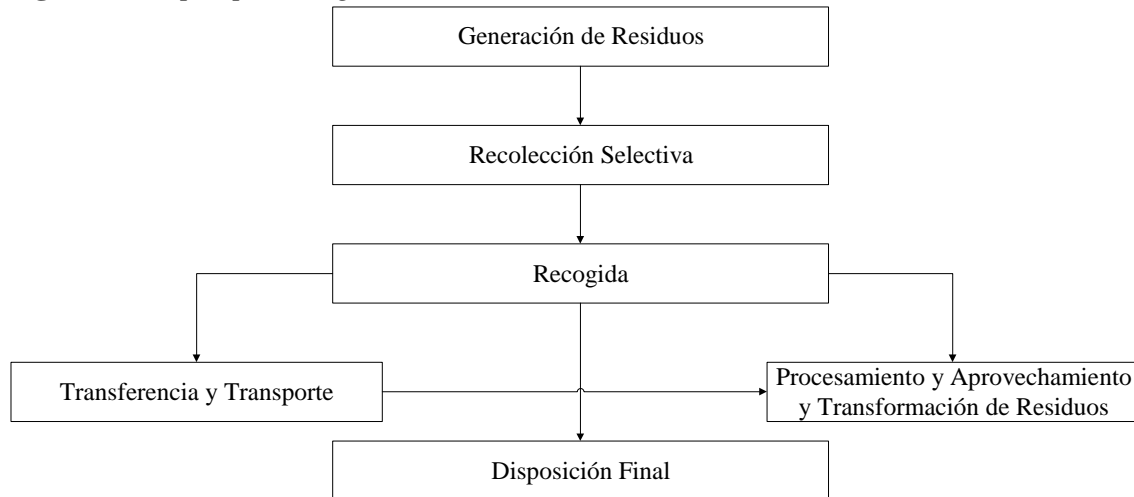 Generación de Residuos
Recolección Selectiva
Recogida
Transferencia y Transporte
Procesamiento y Aprovechamiento
y Transformación de Residuos
Disposición Final